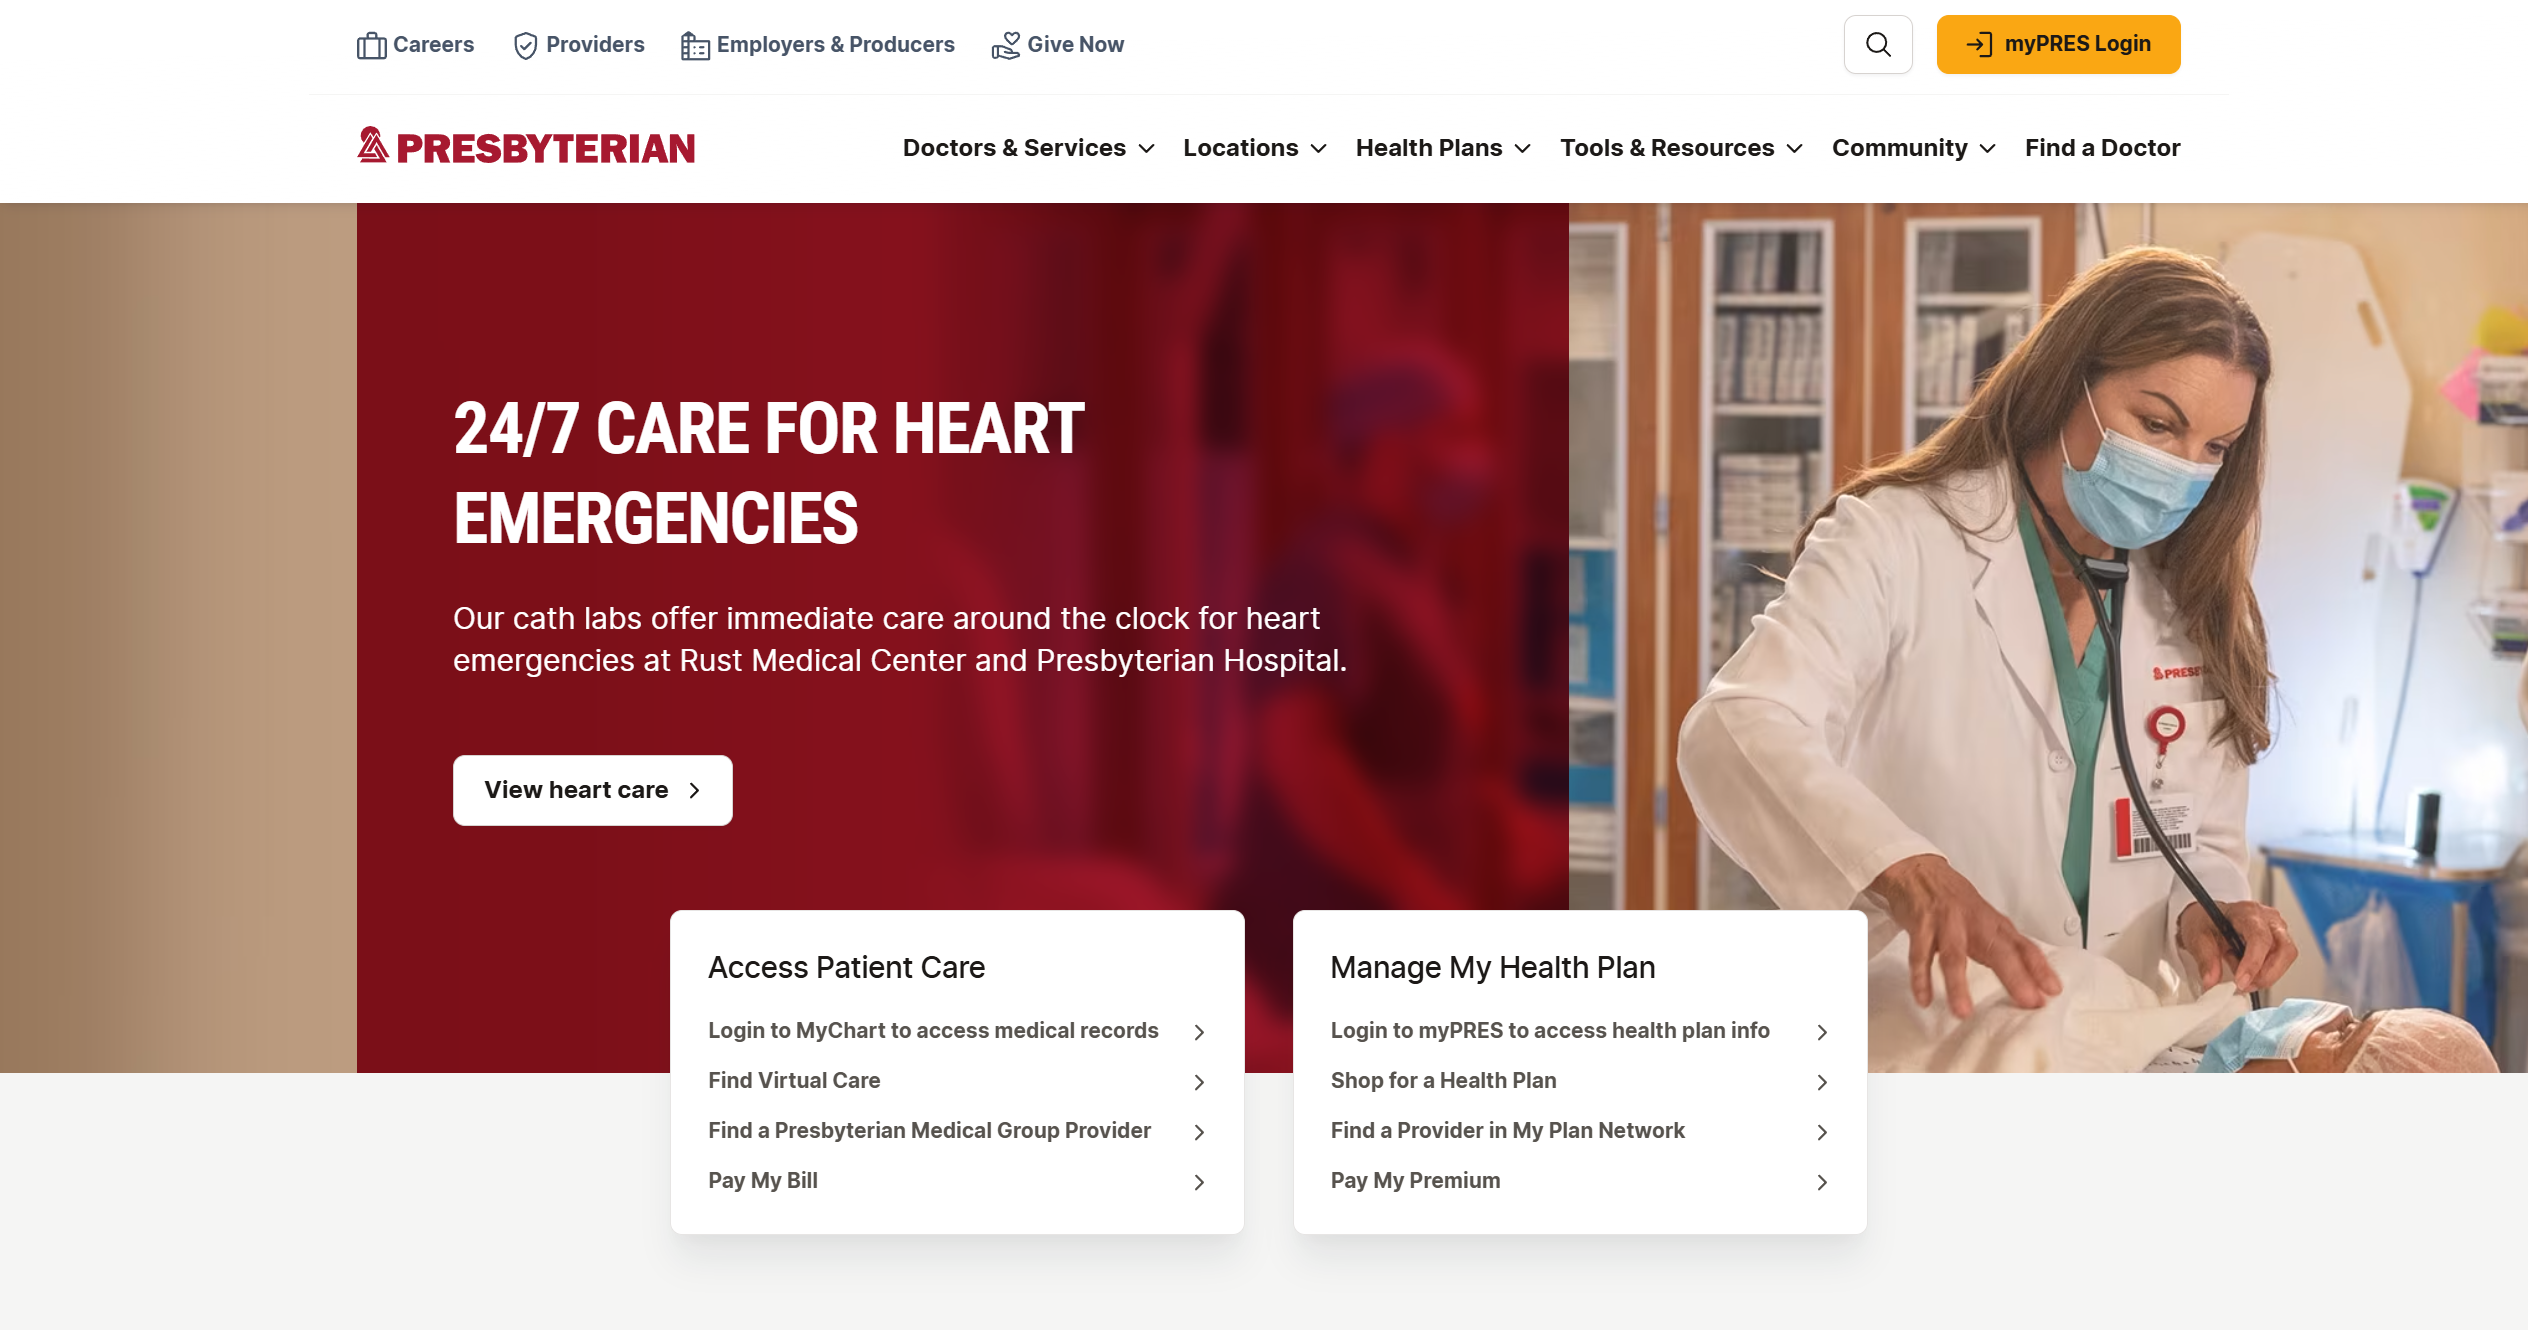 Careers
Providers
Employers & Producers
Give Now
myPRES Login
PRESBYTERIAN
Doctors & Services
Locations
Health Plans
Tools & Resources
Community
Find a Doctor
24/7 CARE FOR HEART
EMERGENCIES
Our cath labs offer immediate care around the clock for heart
emergencies at Rust Medical Center and Presbyterian Hospital.
View heart care
Access Patient Care
Login to MyChart to access medical records
Find Virtual Care
Find a Presbyterian Medical Group Provider
Pay My Bill
Manage My Health Plan
Login to myPRES to access health plan info
Shop for a Health Plan
Find a Provider in My Plan Network
Pay My Premium